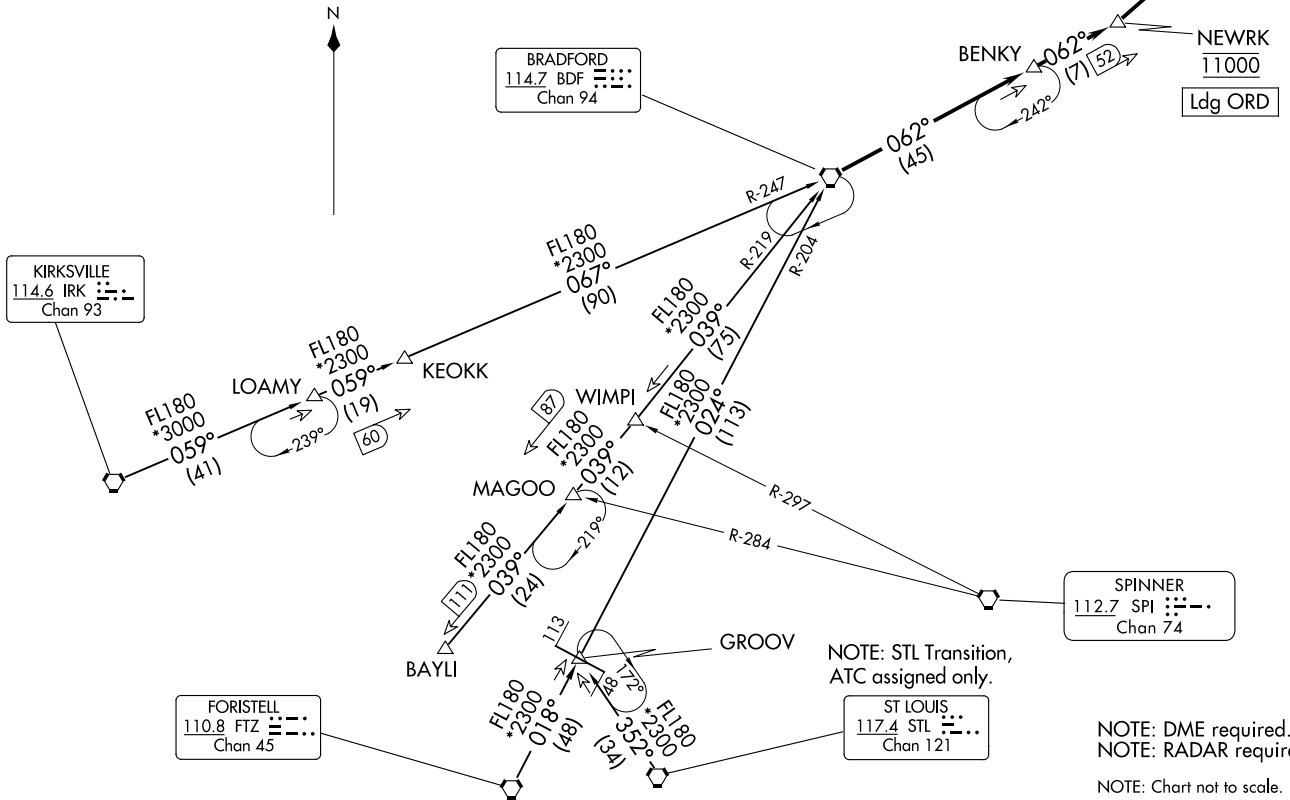 N
BRADFORD
114.7 BDF
Chan 94
BENKY
062°
(7)
52
NEWRK
11000
Ldg ORD
242°
062°
(45)
R-247
R-219
R-204
FL180
*2300
067°
(90)
KIRKSVILLE
114.6 IRK
Chan 93
FL180
*2300
039°
(75)
FL180
*2300
059°
(19)
KEOKK
LOAMY
FL180
*3000
059°
(41)
239°
60
WIMPI
87
FL180
*2300
024°
(113)
FL180
*2300
039°
(12)
MAGOO
219°
R-297
R-284
FL180
*2300
039°
(24)
111
BAYLI
SPINNER
112.7 SPI
Chan 74
113
GROOV
172°
48
NOTE: STL Transition,
ATC assigned only.
FORISTELL
110.8 FTZ
Chan 45
FL180
*2300
018°
(48)
FL180
*2300
352°
(34)
ST LOUIS
117.4 STL
Chan 121
NOTE: DME required.
NOTE: RADAR require
NOTE: Chart not to scale.